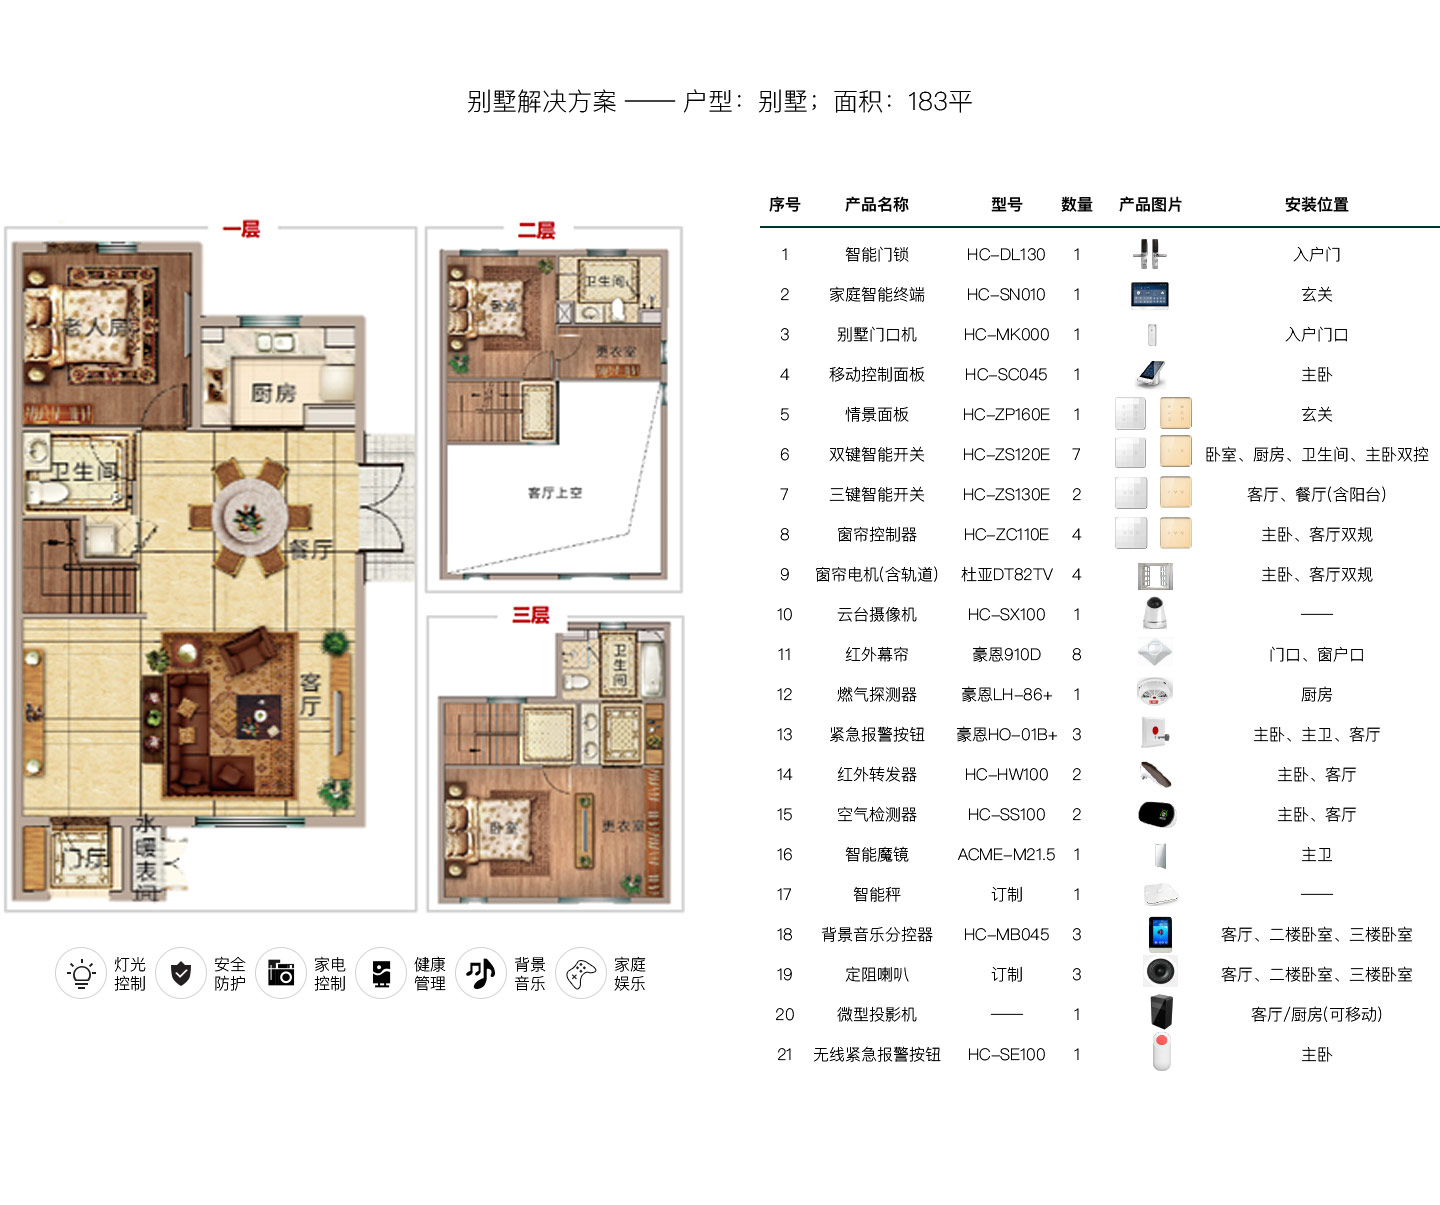 别墅解决方案 —— 户型：别墅；面积：183平
一层
老人房
厨房
卫生间
餐厅
客厅
门厅
水暖表间
二层
卧室
卫生间
更衣室
客厅上空
三层
卫生间
卧室
更衣室
灯光控制
安全防护
家电控制
健康管理
背景音乐
家庭娱乐
序号 产品名称 型号 数量 产品图片 安装位置
1 智能门锁 HC-DL130 1 入户门
2 家庭智能终端 HC-SN010 1 玄关
3 别墅门口机 HC-MK000 1 入户门口
4 移动控制面板 HC-SC045 1 主卧
5 情景面板 HC-ZP160E 1 玄关
6 双键智能开关 HC-ZS120E 7 卧室、厨房、卫生间、主卧双控
7 三键智能开关 HC-ZS130E 2 客厅、餐厅(含阳台)
8 窗帘控制器 HC-ZC110E 4 主卧、客厅双规
9 窗帘电机(含轨道) 杜亚DT82TV 4 主卧、客厅双规
10 云台摄像机 HC-SX100 1 ——
11 红外幕帘 豪恩910D 8 门口、窗户口
12 燃气探测器 豪恩LH-86+ 1 厨房
13 紧急报警按钮 豪恩HO-01B+ 3 主卧、主卫、客厅
14 红外转发器 HC-HW100 2 主卧、客厅
15 空气检测器 HC-SS100 2 主卧、客厅
16 智能魔镜 ACME-M21.5 1 主卫
17 智能秤 订制 1 ——
18 背景音乐分控器 HC-MB045 3 客厅、二楼卧室、三楼卧室
19 定阻喇叭 订制 3 客厅、二楼卧室、三楼卧室
20 微型投影机 —— 1 客厅/厨房(可移动)
21 无线紧急报警按钮 HC-SE100 1 主卧